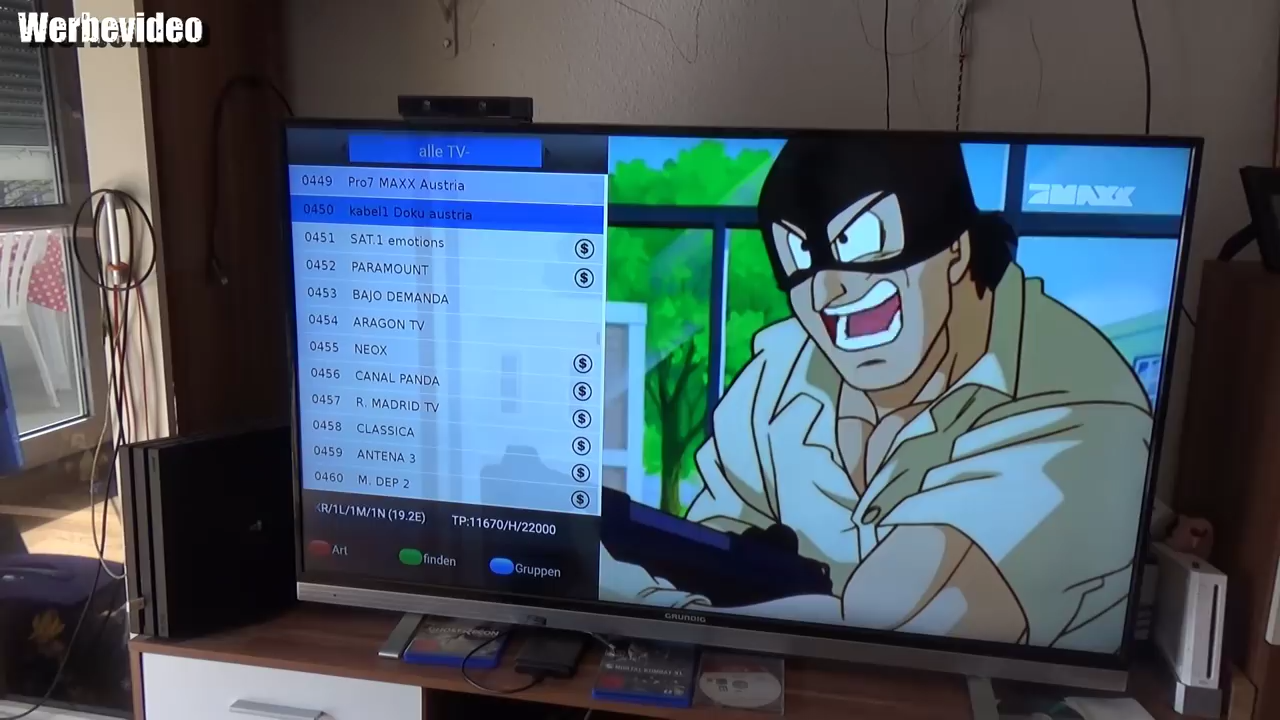 Werbevideo
alle TV-
0449 Pro7 MAXX Austria
0450 kabel1 Doku austria
0451 SAT.1 emotions $
0452 PARAMOUNT $
0453 BAJO DEMANDA
0454 ARAGON TV
0455 NEOX $
0456 CANAL PANDA $
0457 R. MADRID TV $
0458 CLASSICA $
0459 ANTENA 3 $
0460 M. DEP 2 $
R/1L/1M/1N (19.2E) TP:11670/H/22000
Art finden Gruppen
7MAXX
GRUNDIG